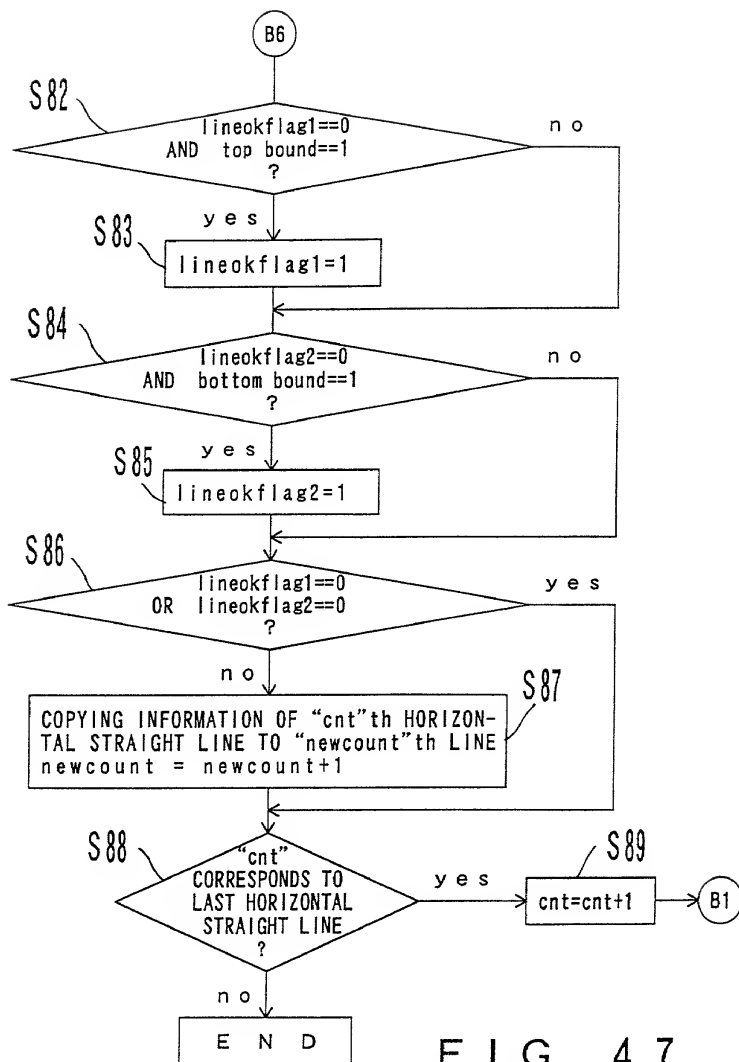 B6
S82
lineokflag1==0
AND top bound==1
?
no
yes
S83
lineokflag1=1
S84
lineokflag2==0
AND bottom bound==1
?
no
yes
S85
lineokflag2=1
S86
lineokflag1==0
OR lineokflag2==0
?
yes
no
S87
COPYING INFORMATION OF “cnt”th HORIZON-
TAL STRAIGHT LINE TO “newcount”th LINE
newcount = newcount+1
S88
“cnt”
CORRESPONDS TO
LAST HORIZONTAL
STRAIGHT LINE
?
yes
S89
cnt=cnt+1
B1
no
END
FIG. 47